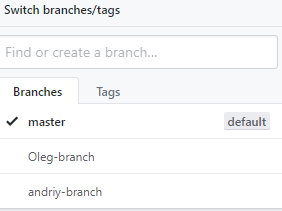 Switch branches/tags
Find or create a branch...
Branches Tags
master default
Oleg-branch
andriy-branch